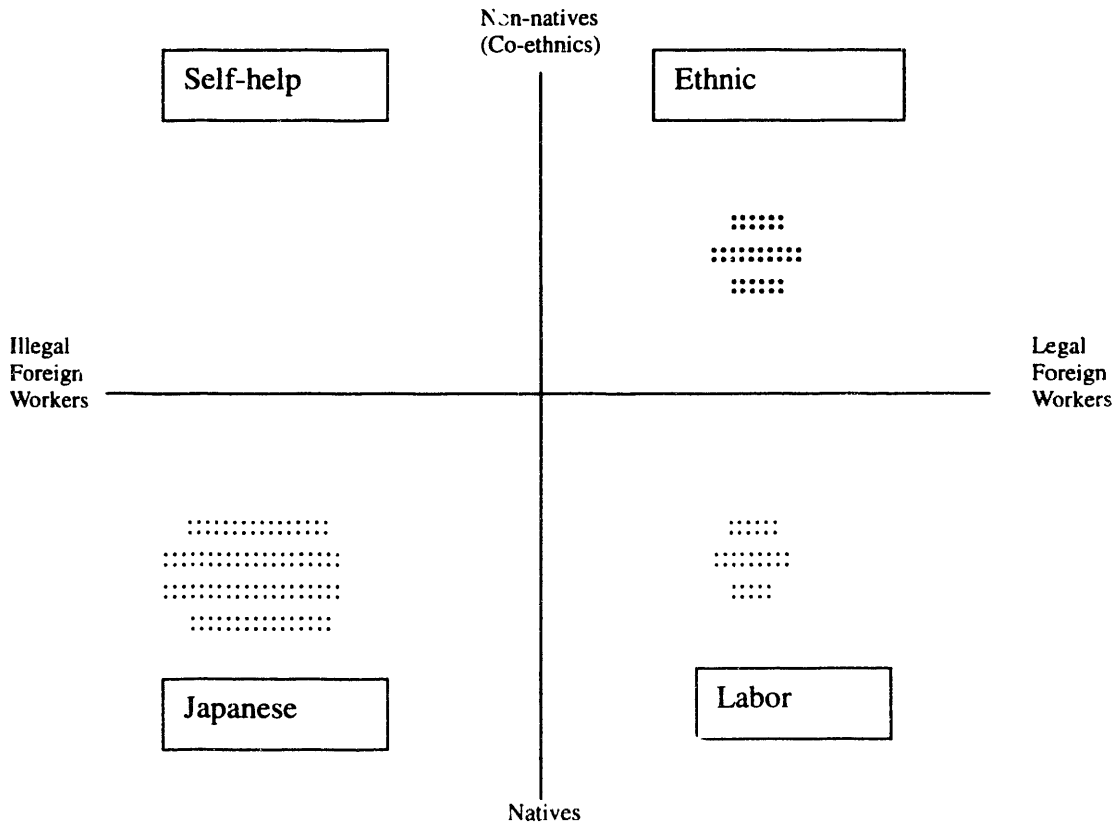 Non-natives
(Co-ethnics)
Self-help
Ethnic
Illegal
Foreign
Workers
Legal
Foreign
Workers
Japanese
Labor
Natives